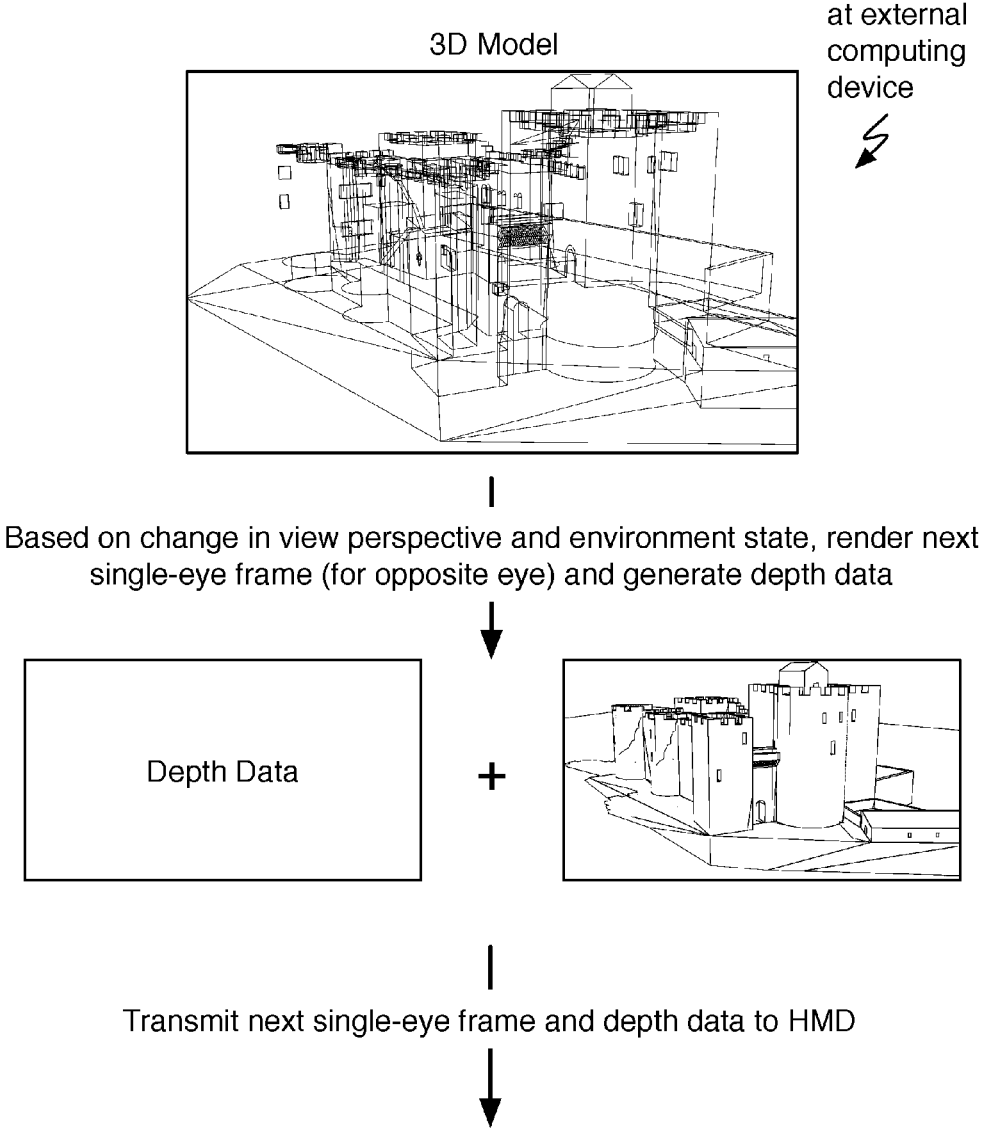 at external
computing
device
3D Model
Based on change in view perspective and environment state, render next
single-eye frame (for opposite eye) and generate depth data
Depth Data
+
Transmit next single-eye frame and depth data to HMD